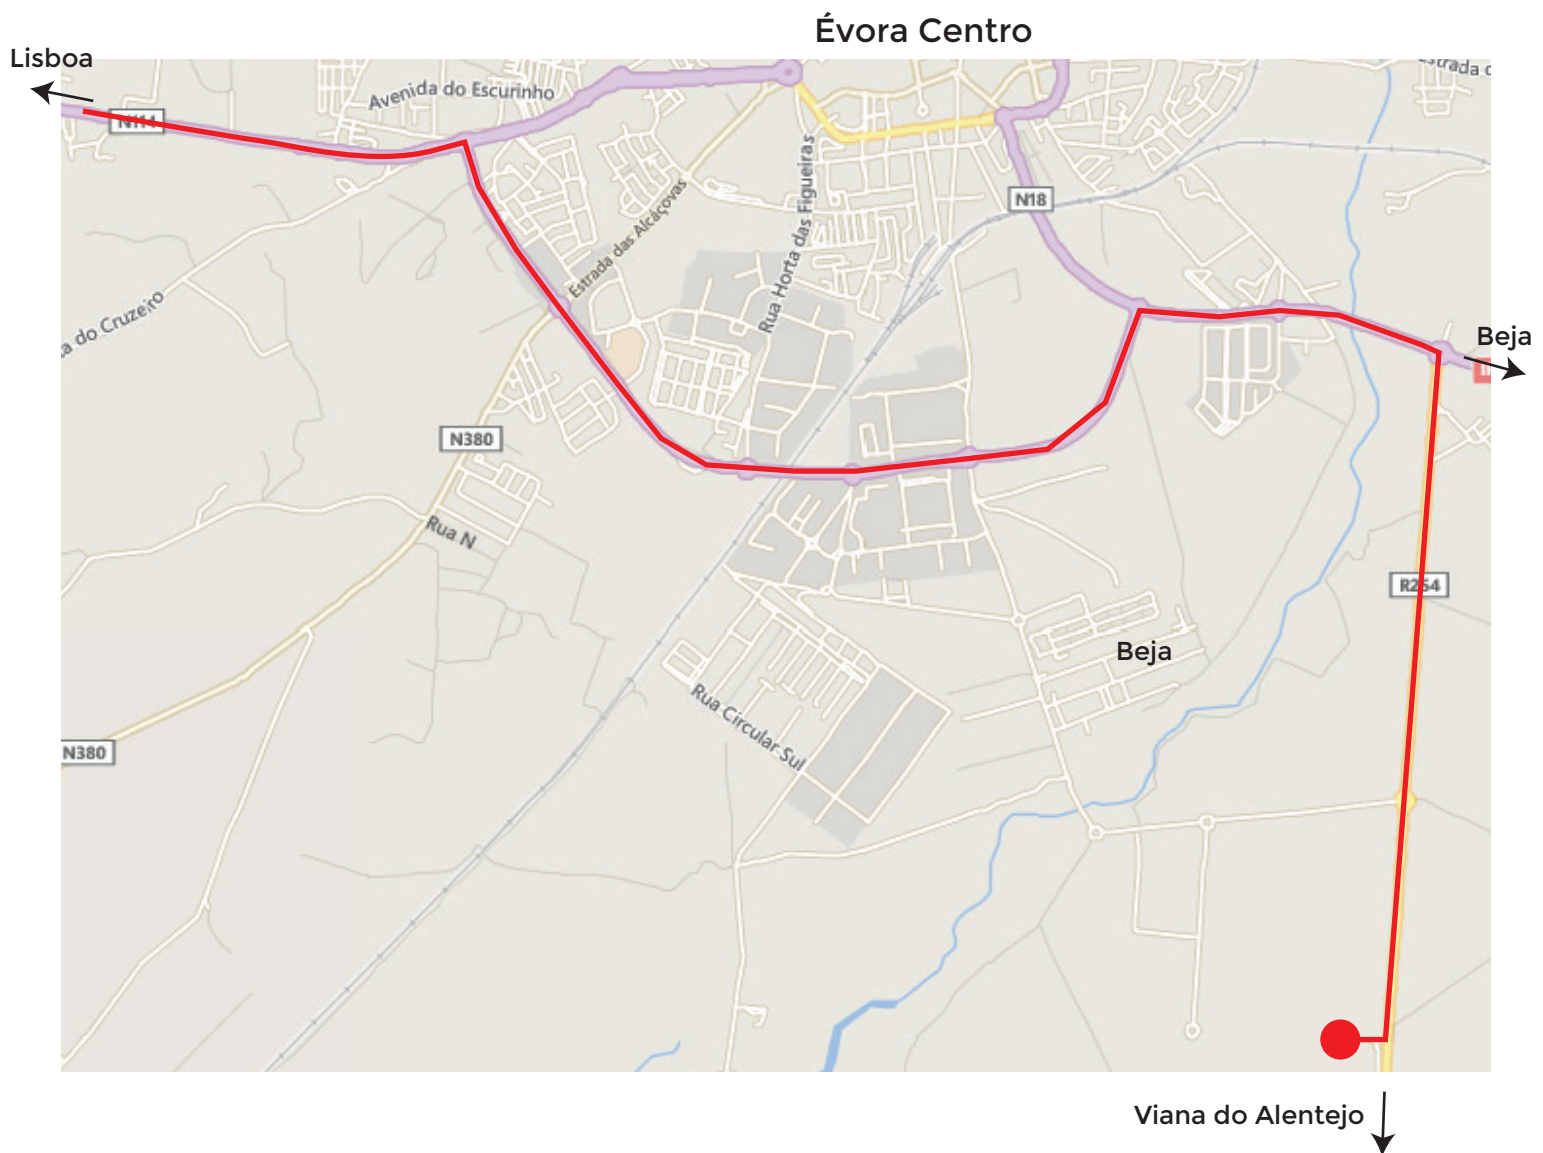 Évora Centro
Lisboa
Avenida do Escurinho
N114
N18
Estrada das Alcáçovas
Rua Horta das Figueiras
do Cruzeiro
Beja
N380
Rua N
R254
Beja
Rua Circular Sul
N380
Viana do Alentejo